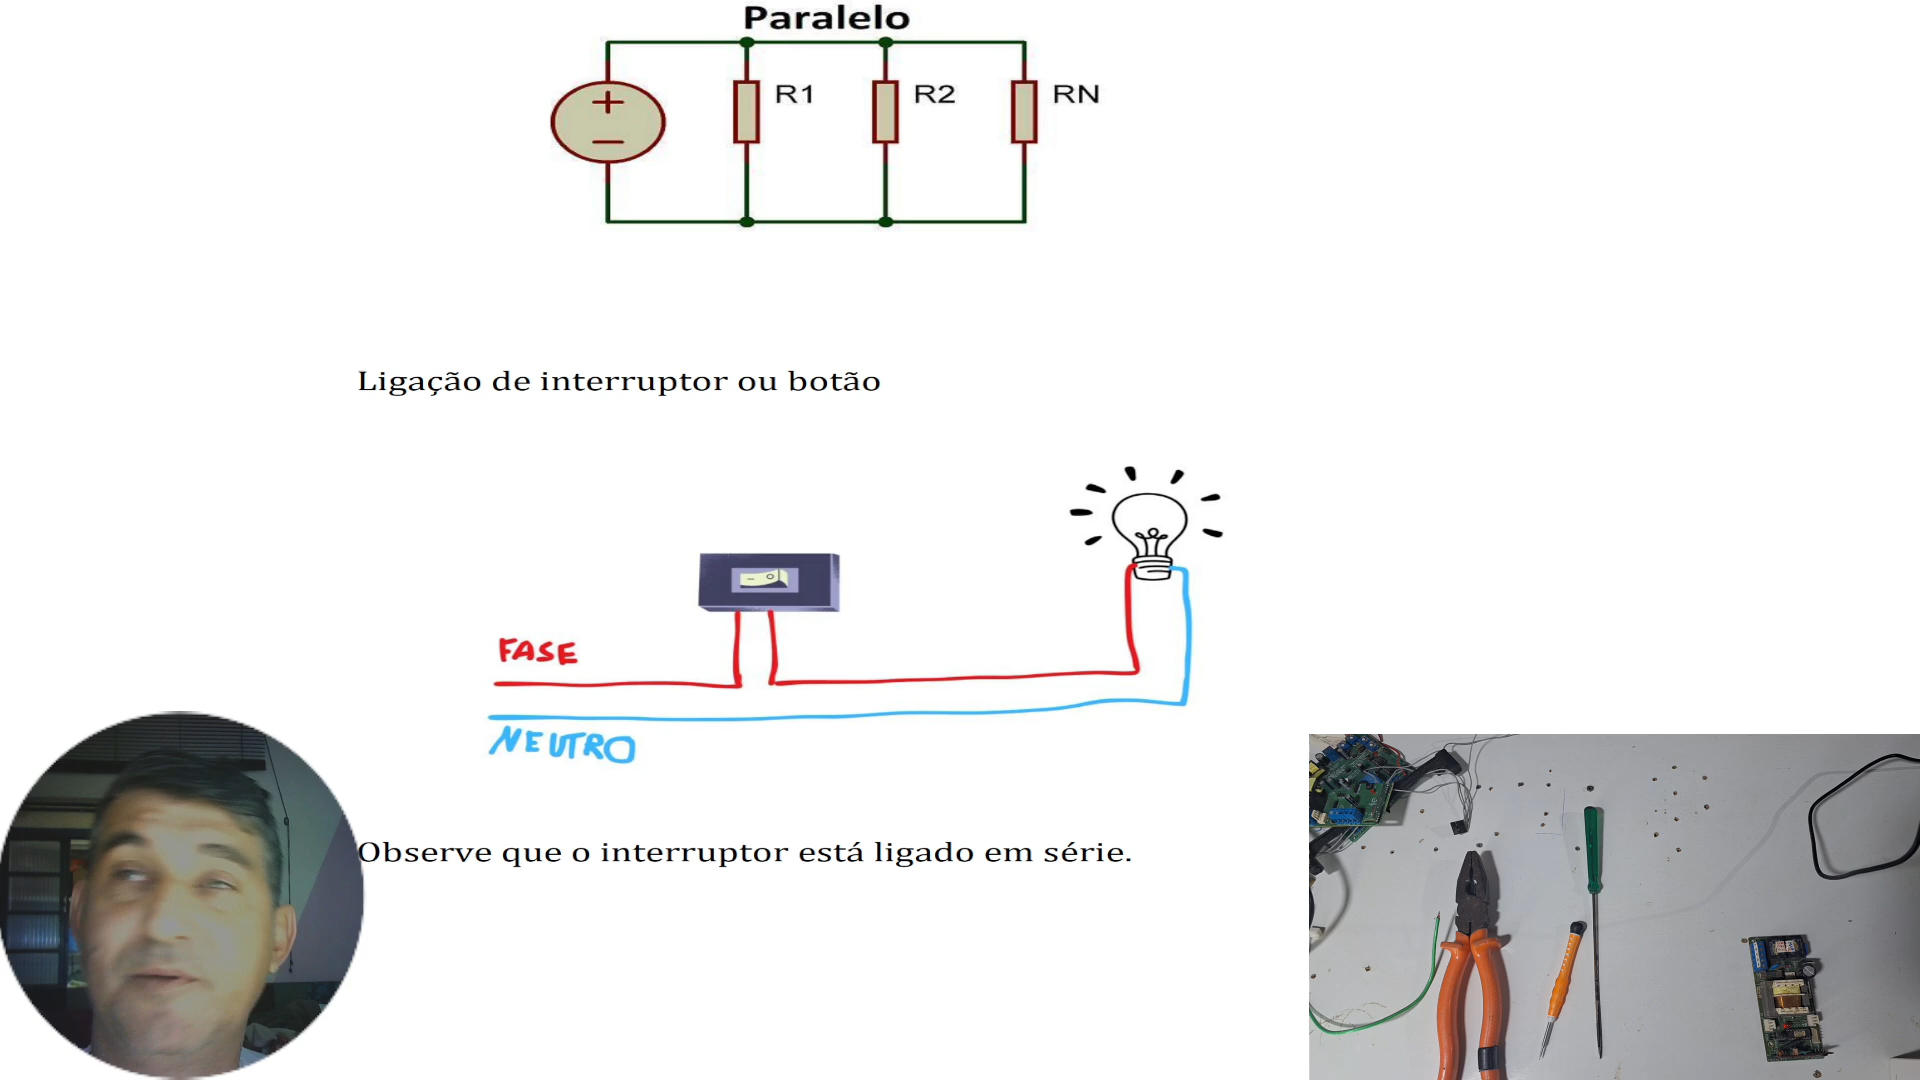 Paralelo
R1
R2
RN
Ligação de interruptor ou botão
FASE
NEUTRO
Observe que o interruptor está ligado em série.